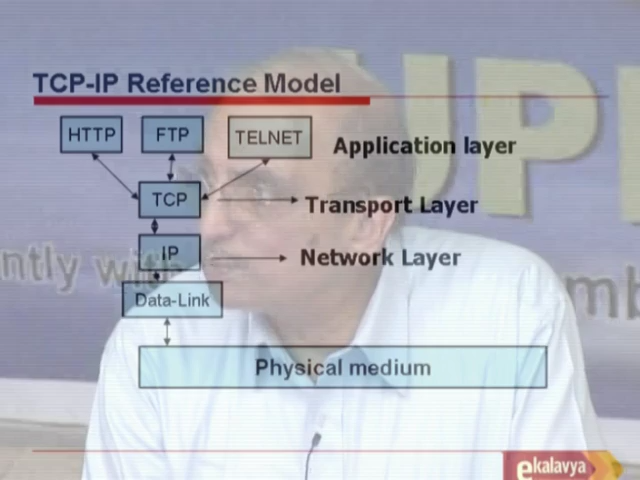 TCP-IP Reference Model
HTTP FTP TELNET Application layer
TCP Transport Layer
IP Network Layer
Data-Link
Physical medium
ekalavya